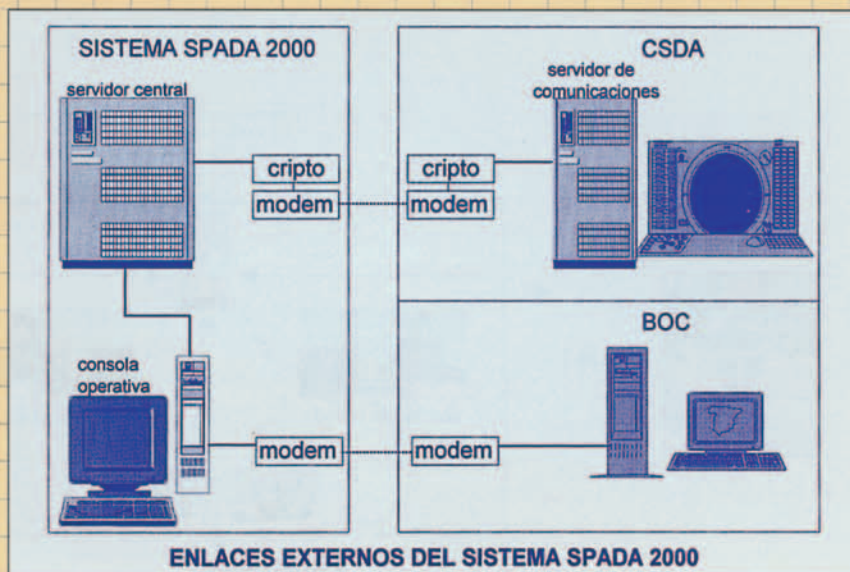 SISTEMA SPADA 2000
servidor central
cripto
modem
consola
operativa
modem
CSDA
servidor de
comunicaciones
cripto
modem
BOC
modem
ENLACES EXTERNOS DEL SISTEMA SPADA 2000